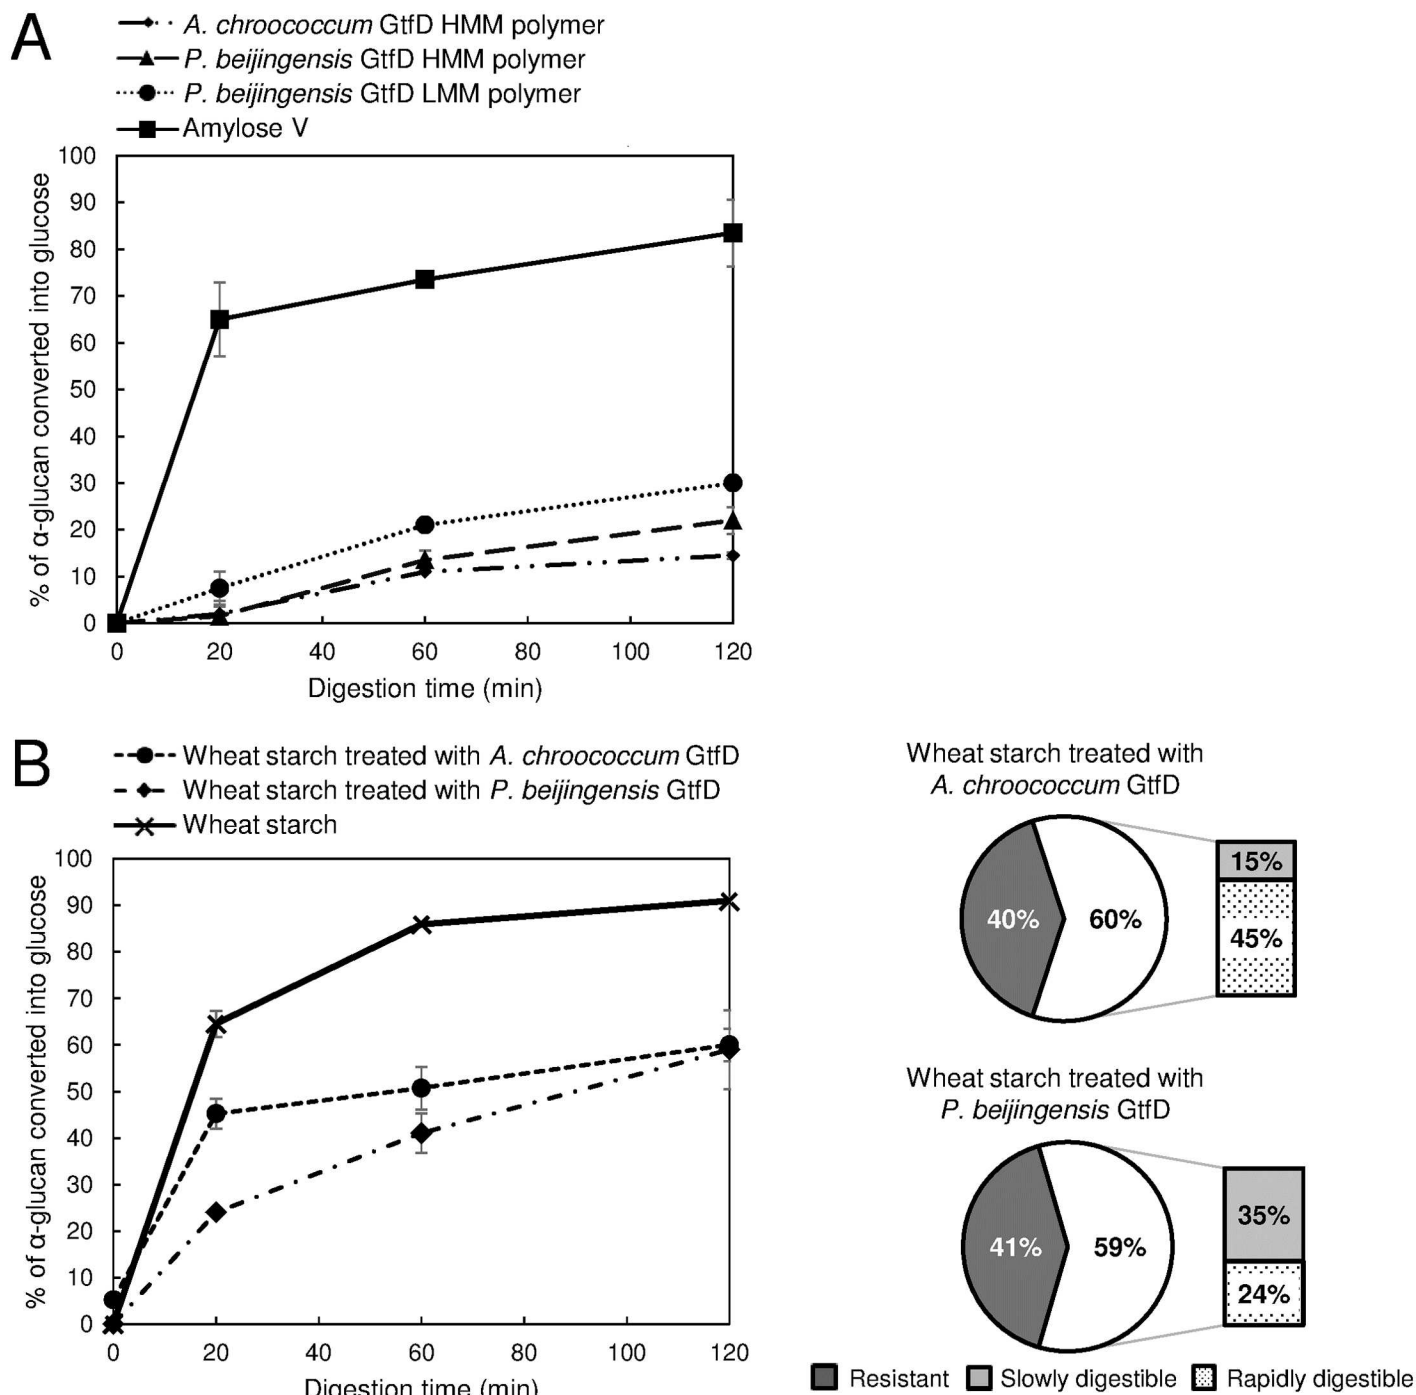 A
A. chroococcum GtfD HMM polymer
P. beijingensis GtfD HMM polymer
P. beijingensis GtfD LMM polymer
Amylose V
100
90
80
70
60
50
40
30
20
10
0
% of α-glucan converted into glucose
0 20 40 60 80 100 120
Digestion time (min)
B
Wheat starch treated with A. chroococcum GtfD
Wheat starch treated with P. beijingensis GtfD
Wheat starch
100
90
80
70
60
50
40
30
20
10
0
% of α-glucan converted into glucose
0 20 40 60 80 100 120
Digestion time (min)
Wheat starch treated with
A. chroococcum GtfD
40% 60%
15%
45%
Wheat starch treated with
P. beijingensis GtfD
41% 59%
35%
24%
Resistant Slowly digestible Rapidly digestible